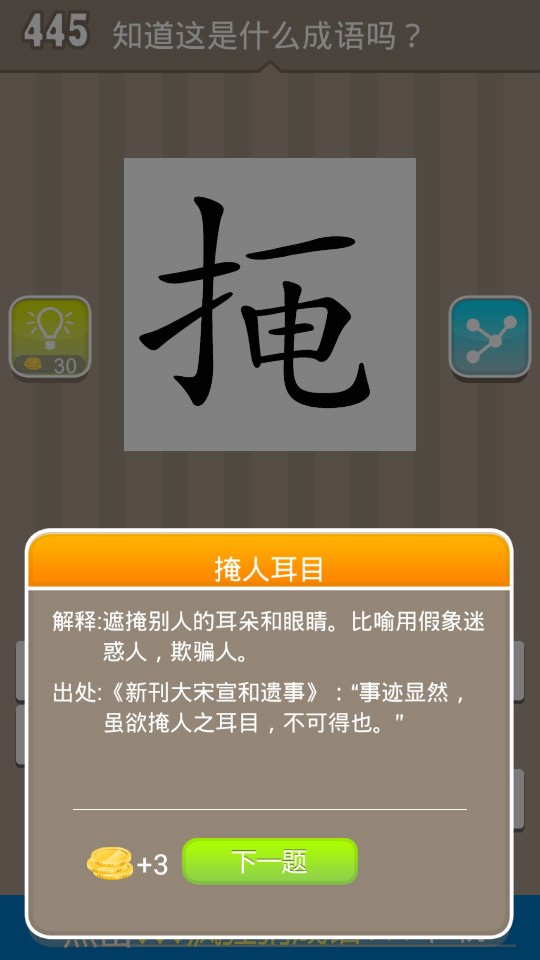 445 知道这是什么成语吗？
30
掩人耳目
解释:遮掩别人的耳朵和眼睛。比喻用假象迷
惑人，欺骗人。
出处:《新刊大宋宣和遗事》：“事迹显然，
虽欲掩人之耳目，不可得也。”
+3 下一题